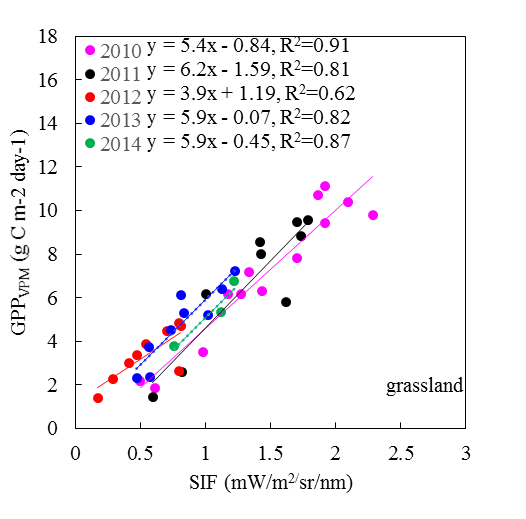 18
16
14
12
10
8
6
4
2
0
GPPVPM (g C m-2 day-1)
2010 y = 5.4x - 0.84, R²=0.91
2011 y = 6.2x - 1.59, R²=0.81
2012 y = 3.9x + 1.19, R²=0.62
2013 y = 5.9x - 0.07, R²=0.82
2014 y = 5.9x - 0.45, R²=0.87
grassland
0 0.5 1 1.5 2 2.5 3
SIF (mW/m²/sr/nm)